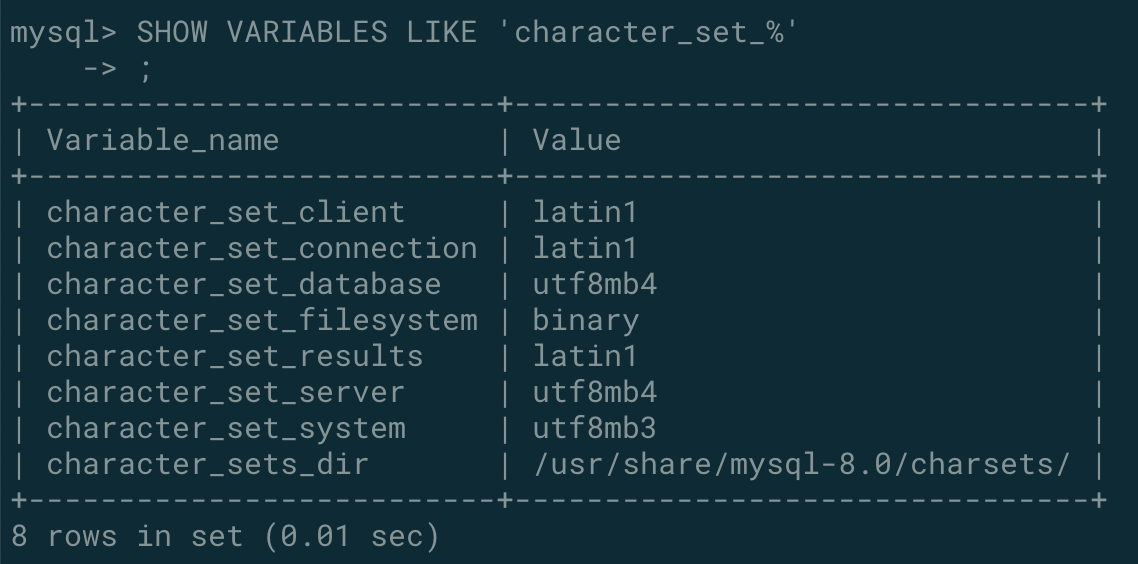 mysql> SHOW VARIABLES LIKE 'character_set_%'
    -> ;
+--------------------------+--------------------------------+
| Variable_name            | Value                          |
+--------------------------+--------------------------------+
| character_set_client     | latin1                         |
| character_set_connection | latin1                         |
| character_set_database   | utf8mb4                        |
| character_set_filesystem | binary                         |
| character_set_results    | latin1                         |
| character_set_server     | utf8mb4                        |
| character_set_system     | utf8mb3                        |
| character_sets_dir       | /usr/share/mysql-8.0/charsets/ |
+--------------------------+--------------------------------+
8 rows in set (0.01 sec)